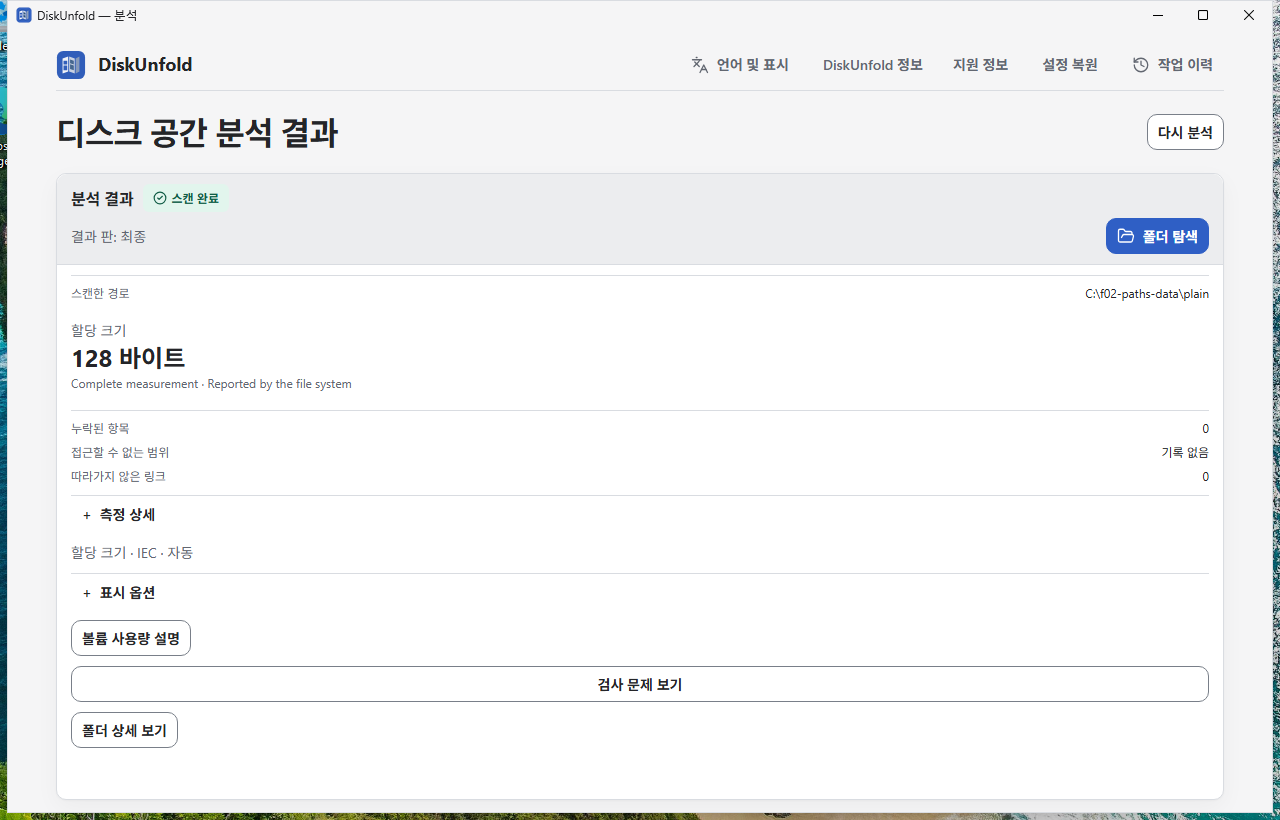 DiskUnfold — 분석
DiskUnfold
언어 및 표시
DiskUnfold 정보
지원 정보
설정 복원
작업 이력
디스크 공간 분석 결과
다시 분석
분석 결과
스캔 완료
결과 판: 최종
폴더 탐색
스캔한 경로
C:\f02-paths-data\plain
할당 크기
128 바이트
Complete measurement · Reported by the file system
누락된 항목
0
접근할 수 없는 범위
기록 없음
따라가지 않은 링크
0
+ 측정 상세
할당 크기 · IEC · 자동
+ 표시 옵션
볼륨 사용량 설명
검사 문제 보기
폴더 상세 보기